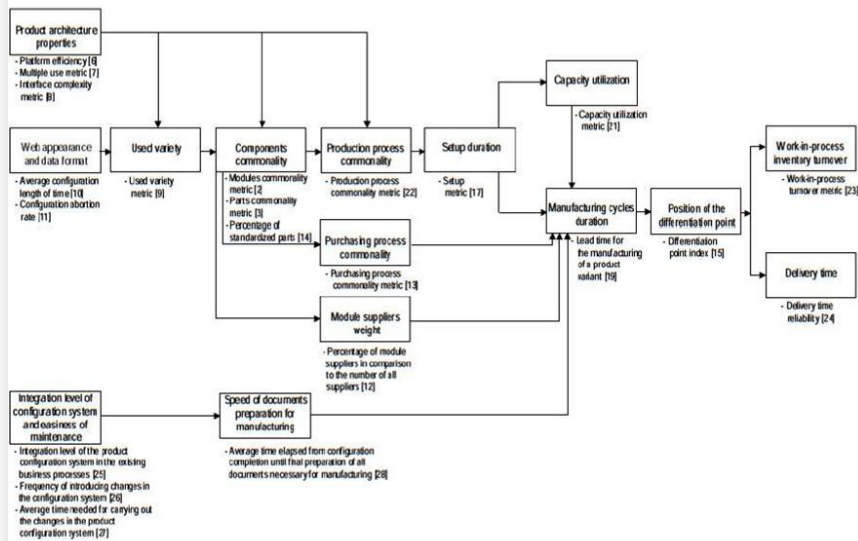 Product architecture
properties
- Platform efficiency [6]
- Multiple use metric [7]
- Interface complexity
metric [8]
Web appearance
and data format
- Average configuration
length of time [10]
- Configuration abortion
rate [11]
Used variety
- Used variety
metric [9]
Components
commonality
- Modules commonality
metric [2]
- Parts commonality
metric [3]
- Percentage of
standardized parts [14]
Production process
commonality
- Production process
commonality metric [22]
Setup duration
- Setup
metric [17]
Capacity utilization
- Capacity utilization
metric [21]
Purchasing process
commonality
- Purchasing process
commonality metric [13]
Module suppliers
weight
- Percentage of module
suppliers in comparison
to the number of all
suppliers [12]
Manufacturing cycles
duration
- Lead time for
the manufacturing
of a product
variant [19]
Position of the
differentiation point
- Differentiation
point index [15]
Work-in-process
inventory turnover
- Work-in-process
turnover metric [23]
Delivery time
- Delivery time
reliability [24]
Integration level of
configuration system
and easiness of
maintenance
- Integration level of the product
configuration system in the existing
business processes [25]
- Frequency of introducing changes in
the configuration system [26]
- Average time needed for carrying out
the changes in the product
configuration system [27]
Speed of documents
preparation for
manufacturing
- Average time elapsed from configuration
completion until final preparation of all
documents necessary for manufacturing [28]